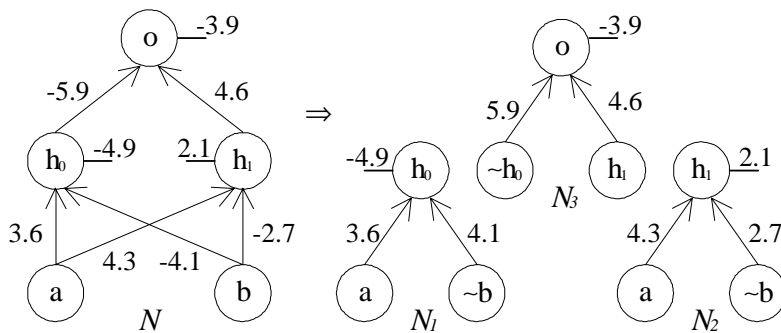 o -3.9 o -3.9
-5.9 4.6 ⇒ 5.9 4.6
h₀ -4.9 2.1 h₁ -4.9 h₀ ~h₀ N₃ h₁ h₁ 2.1
3.6 4.3 -4.1 -2.7 3.6 4.1 4.3 2.7
a N b a N₁ ~b a N₂ ~b